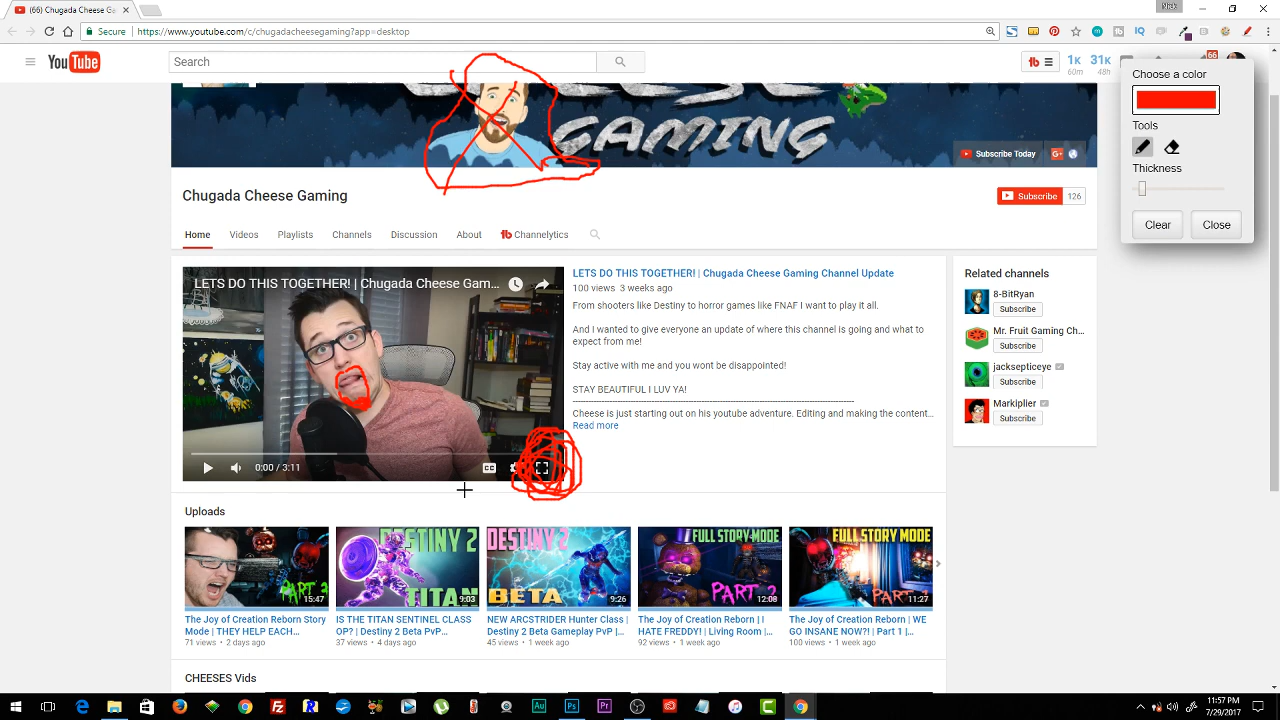 (66) Chugada Cheese Gam
Secure
https://www.youtube.com/c/chugadacheesegaming?app=desktop
YouTube
Search
1K
60m
31K
48h
66
Choose a color
Tools
Thickness
Clear
Close
GAMING
Subscribe Today
Chugada Cheese Gaming
Subscribe
126
Home
Videos
Playlists
Channels
Discussion
About
Channelytics
LETS DO THIS TOGETHER! | Chugada Cheese Gam...
0:00 / 3:11
CC
LETS DO THIS TOGETHER! | Chugada Cheese Gaming Channel Update
100 views 3 weeks ago
From shooters like Destiny to horror games like FNAF I want to play it all.
And I wanted to give everyone an update of where this channel is going and what to
expect from me!
Stay active with me and you wont be disappointed!
STAY BEAUTIFUL I LUV YA!
Cheese is just starting out on his youtube adventure. Editing and making the content...
Read more
Related channels
8-BitRyan
Subscribe
Mr. Fruit Gaming Ch...
Subscribe
jacksepticeye
Subscribe
Markiplier
Subscribe
Uploads
PART 3
15:47
The Joy of Creation Reborn Story
Mode | THEY HELP EACH...
71 views • 2 days ago
DESTINY 2
TITAN
9:03
IS THE TITAN SENTINEL CLASS
OP? | Destiny 2 Beta PvP...
37 views • 4 days ago
DESTINY 2
BETA
9:26
NEW ARCSTRIDER Hunter Class |
Destiny 2 Beta Gameplay PvP |...
45 views • 1 week ago
FULL STORY MODE
PART 2
12:08
The Joy of Creation Reborn | I
HATE FREDDY! | Living Room |...
92 views • 1 week ago
FULL STORY MODE
PART
11:27
The Joy of Creation Reborn | WE
GO INSANE NOW?! | Part 1 |...
100 views • 1 week ago
CHEESES Vids
11:57 PM
7/29/2017